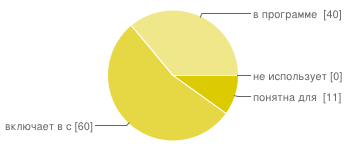 в программе [40]
не использует [0]
понятна для [11]
включает в с [60]